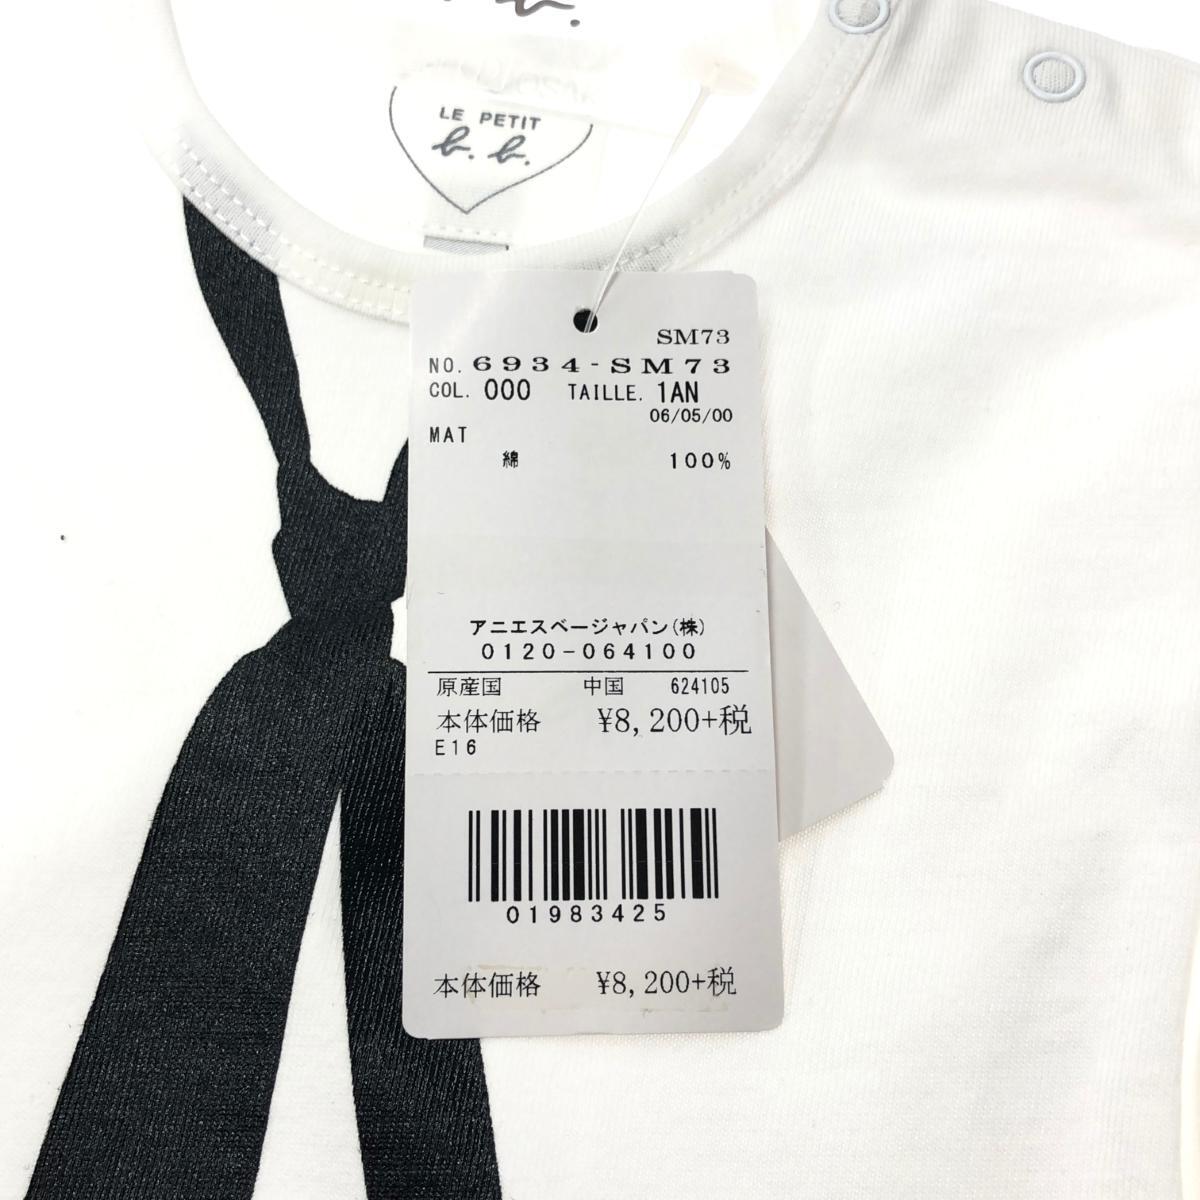 b.
LE PETIT
b. b.
SM73
NO. 6934-SM73
COL. 000 TAILLE. 1AN
06/05/00
MAT
綿 100%
アニエスベージャパン(株)
0120-064100
原産国 中国 624105
本体価格 ¥8,200+税
E16
01983425
本体価格 ¥8,200+税